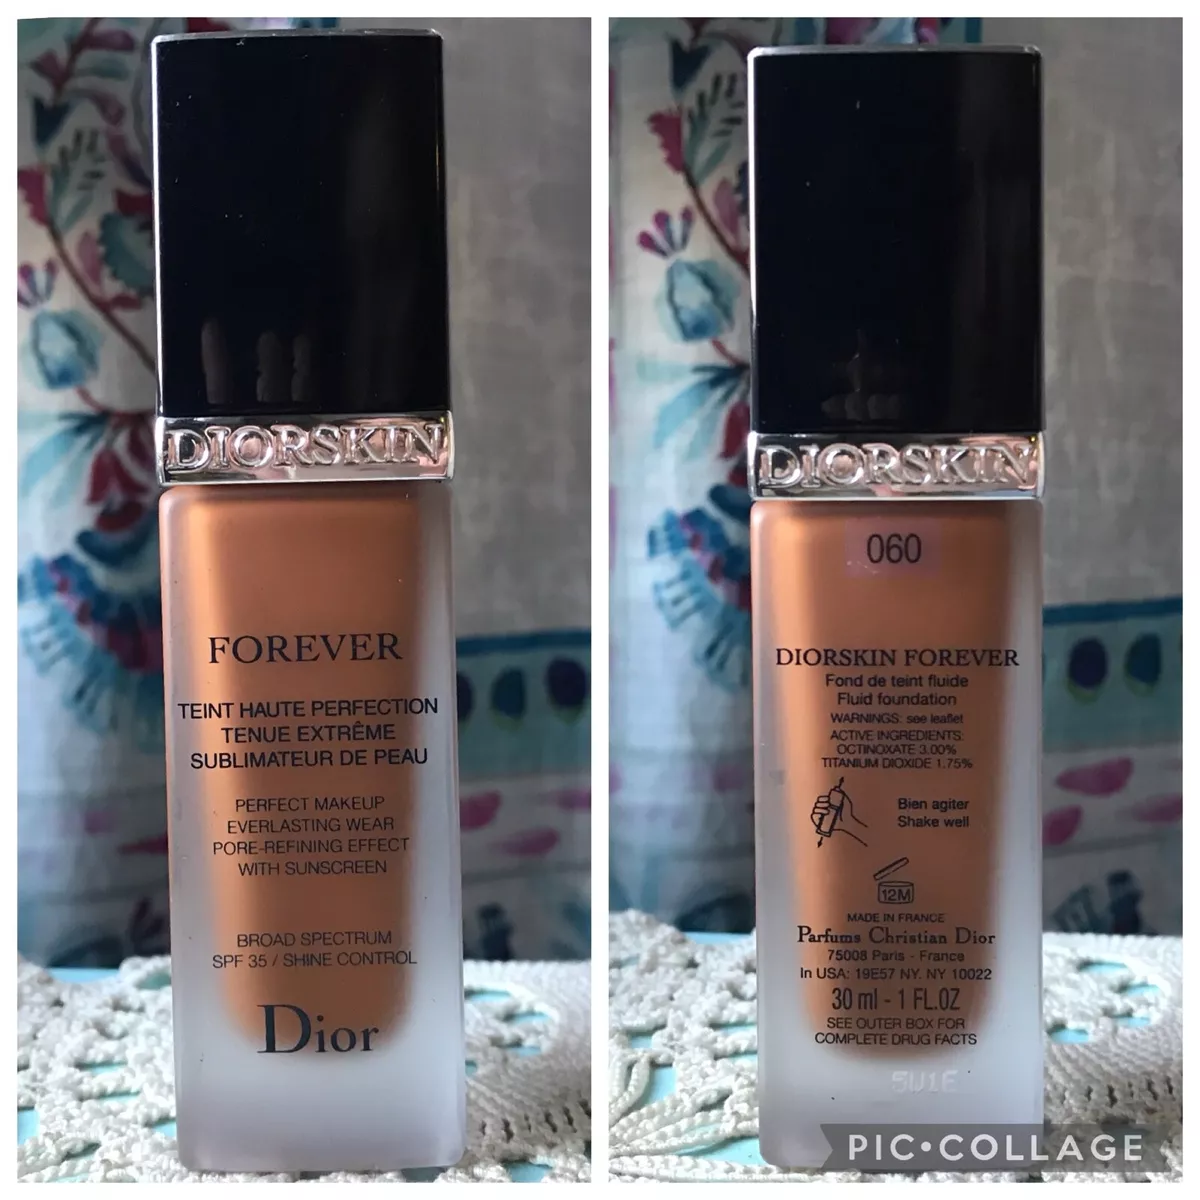 DIORSKIN
FOREVER
TEINT HAUTE PERFECTION
TENUE EXTRÊME
SUBLIMATEUR DE PEAU
PERFECT MAKEUP
EVERLASTING WEAR
PORE-REFINING EFFECT
WITH SUNSCREEN
BROAD SPECTRUM
SPF 35 / SHINE CONTROL
Dior
DIORSKIN
060
DIORSKIN FOREVER
Fond de teint fluide
Fluid foundation
WARNINGS: see leaflet
ACTIVE INGREDIENTS:
OCTINOXATE 3.00%
TITANIUM DIOXIDE 1.75%
Bien agiter
Shake well
12M
MADE IN FRANCE
Parfums Christian Dior
75008 Paris - France
In USA: 19E57 NY. NY 10022
30 ml - 1 FL.OZ
SEE OUTER BOX FOR
COMPLETE DRUG FACTS
5U1E
PIC•COLLAGE